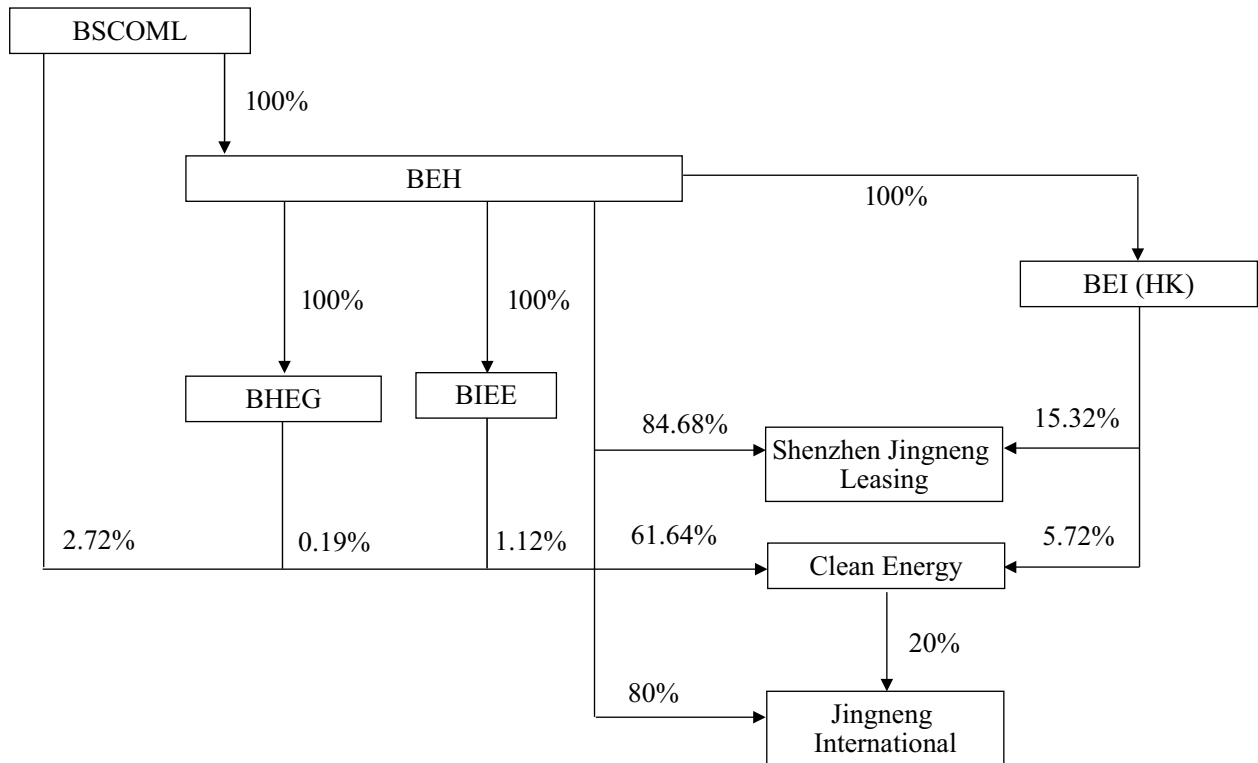 BSCOML
100%
BEH
100%
BEI (HK)
100%
100%
BHEG
BIEE
84.68%
15.32%
Shenzhen Jingneng
Leasing
2.72%
0.19%
1.12%
61.64%
5.72%
Clean Energy
20%
80%
Jingneng
International